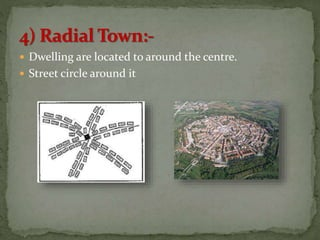 4) Radial Town:-
Dwelling are located to around the centre.
Street circle around it